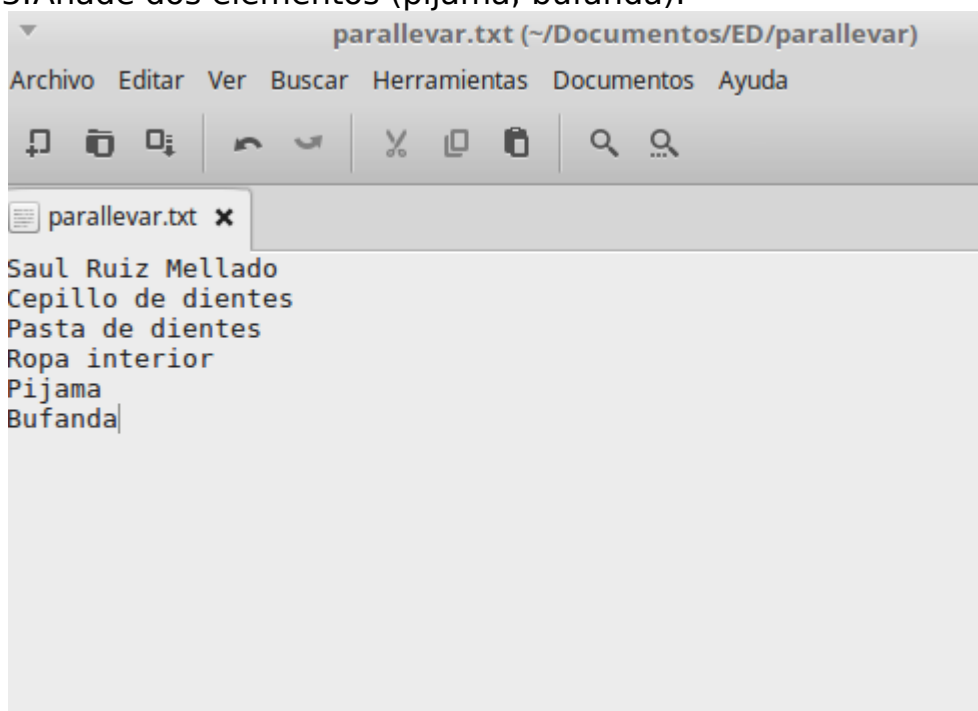 5.Añade dos elementos (pijama, bufanda).
parallevar.txt (~/Documentos/ED/parallevar)
Archivo Editar Ver Buscar Herramientas Documentos Ayuda
parallevar.txt
Saul Ruiz Mellado
Cepillo de dientes
Pasta de dientes
Ropa interior
Pijama
Bufanda